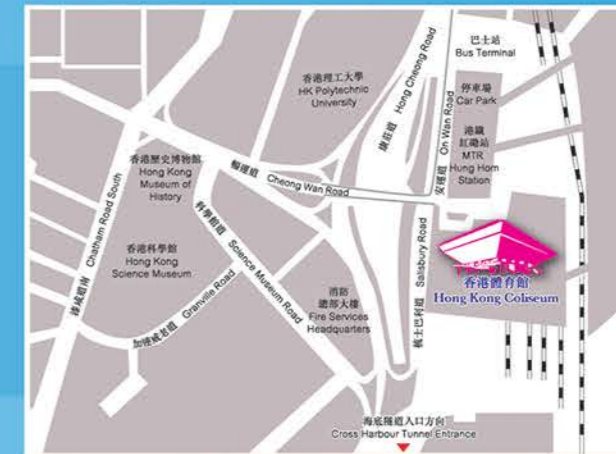 巴士站
Bus Terminal
香港理工大學
HK Polytechnic
University
康莊道 Hong Cheong Road
停車場
Car Park
安運道 On Wan Road
港鐵
紅磡站
MTR
Hung Hom
Station
香港歷史博物館
Hong Kong
Museum of
History
暢運道 Cheong Wan Road
漆咸道南 Chatham Road South
科學館道 Science Museum Road
香港科學館
Hong Kong
Science Museum
加連威老道 Granville Road
消防
總部大樓
Fire Services
Headquarters
梳士巴利道 Salisbury Road
香港體育館
Hong Kong Coliseum
海底隧道入口方向
Cross Harbour Tunnel Entrance